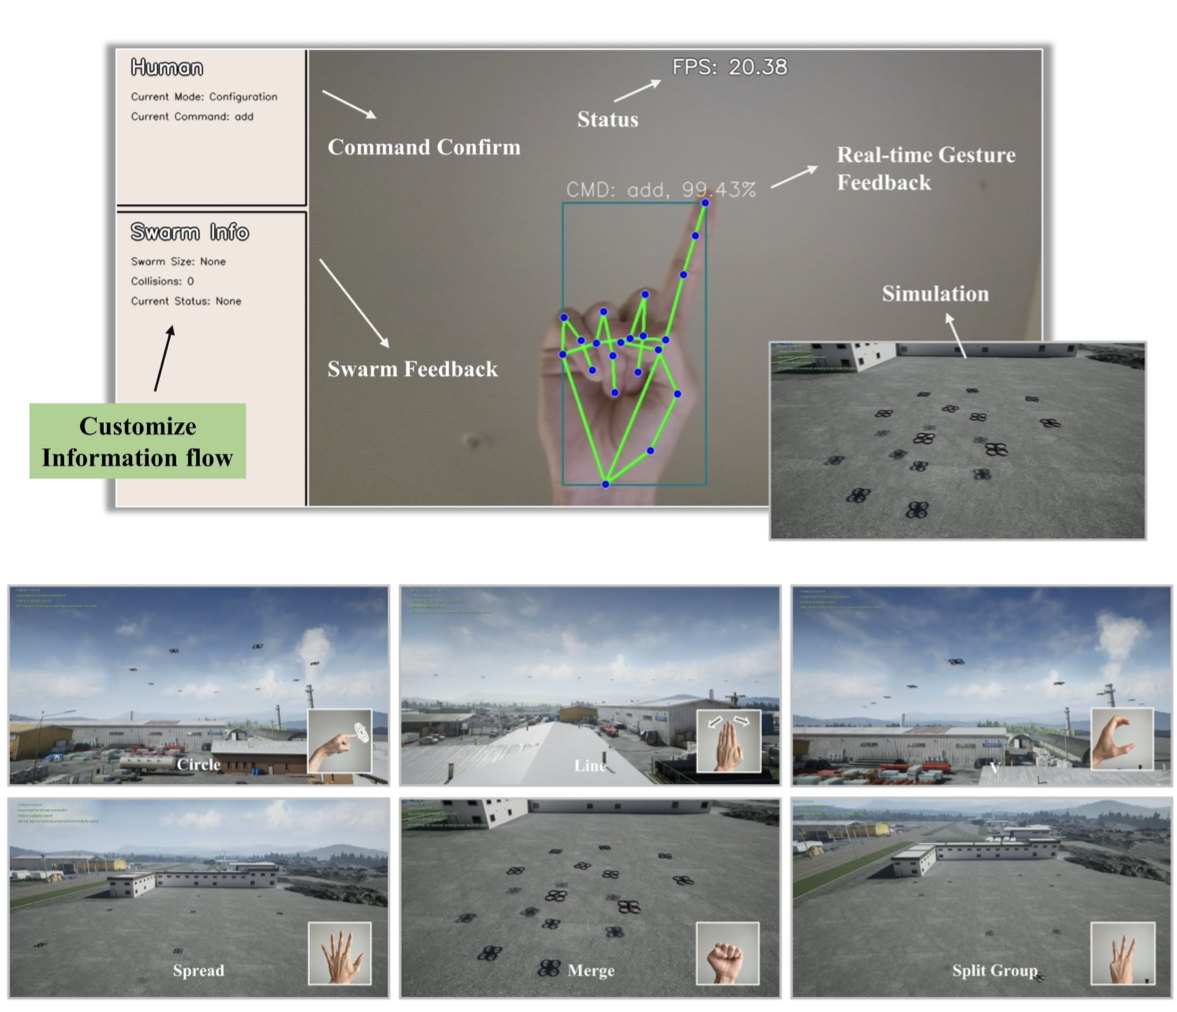 Human
Current Mode: Configuration
Current Command: add
FPS: 20.38
Status
Command Confirm
Real-time Gesture
Feedback
CMD: add, 99.43%
Swarm Info
Swarm Size: None
Collisions: 0
Current Status: None
Simulation
Swarm Feedback
Customize
Information flow
Circle
Line
V
Spread
Merge
Split Group